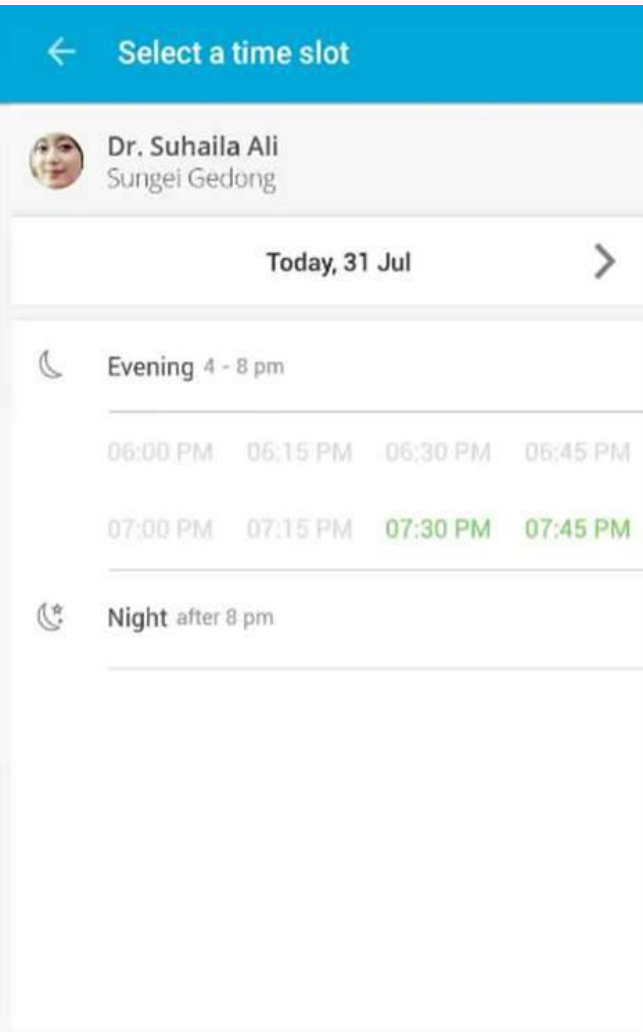 Select a time slot
Dr. Suhaila Ali
Sungei Gedong
Today, 31 Jul
Evening 4 - 8 pm
06:00 PM 06:15 PM 06:30 PM 06:45 PM
07:00 PM 07:15 PM 07:30 PM 07:45 PM
Night after 8 pm